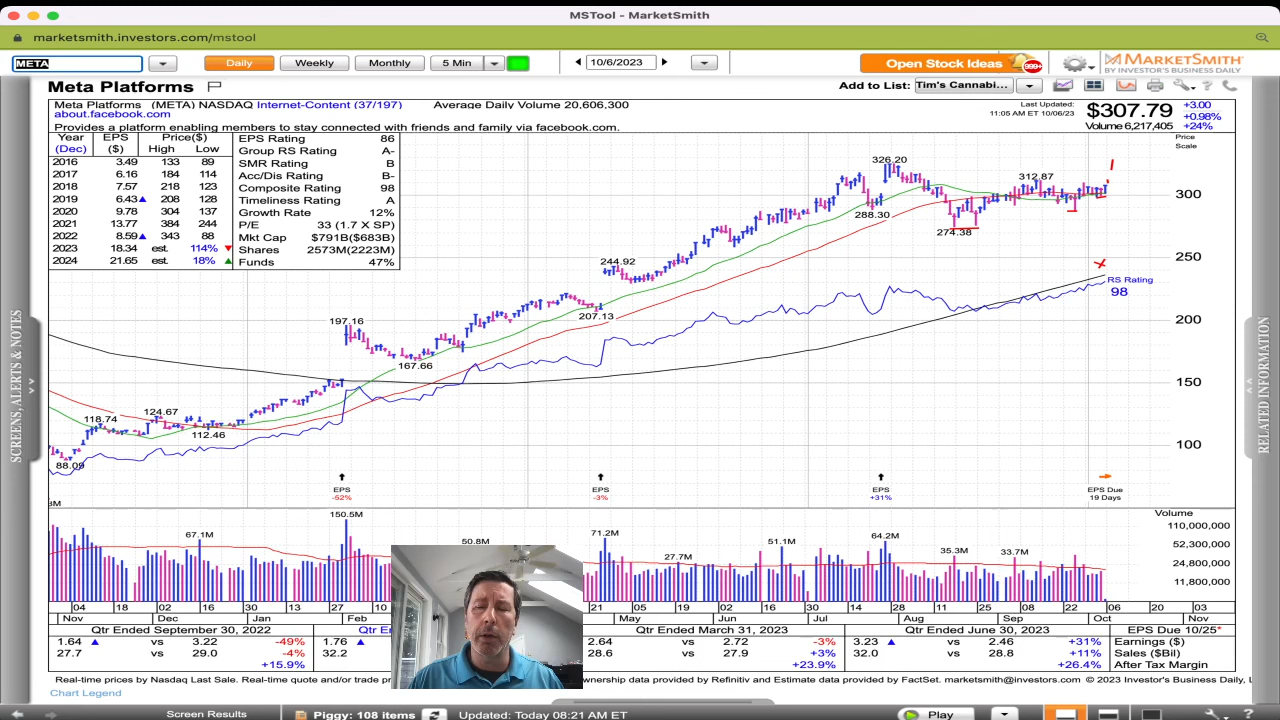 MSTool - MarketSmith
marketsmith.investors.com/mstool
META Daily Weekly Monthly 5 Min 10/6/2023 Open Stock Ideas 999+ MARKETSMITH
BY INVESTOR'S BUSINESS DAILY
Meta Platforms Add to List: Tim's Cannabi...
Meta Platforms (META) NASDAQ Internet-Content (37/197) Average Daily Volume 20,606,300 Last Updated: $307.79 +3.00
about.facebook.com 11:05 AM ET 10/06/23 +0.98%
Provides a platform enabling members to stay connected with friends and family via facebook.com. Volume 6,217,405 +24%
Year EPS Price($)
(Dec) ($) High Low
2016 3.49 133 89
2017 6.16 184 114
2018 7.57 218 123
2019 6.43 208 128
2020 9.78 304 137
2021 13.77 384 244
2022 8.59 343 88
2023 18.34 est. 114%
2024 21.65 est. 18%
EPS Rating 86
Group RS Rating A-
SMR Rating B
Acc/Dis Rating B-
Composite Rating 98
Timeliness Rating A
Growth Rate 12%
P/E 33 (1.7 X SP)
Mkt Cap $791B($683B)
Shares 2573M(2223M)
Funds 47%
Price
Scale
326.20
312.87
300
288.30
274.38
250
244.92
RS Rating
98
207.13
200
197.16
167.66
150
124.67
118.74
112.46
100
88.09
EPS EPS EPS EPS Due
-52% -3% +31% 19 Days
Volume
150.5M 110,000,000
67.1M 50.8M 71.2M 27.7M 51.1M 64.2M 35.3M 33.7M
52,300,000
24,800,000
11,800,000
04 18 02 16 30 13 27 10 21 05 19 02 16 30 14 28 11 25 08 22 06 20 03
Nov Dec Jan Feb May Jun Jul Aug Sep Oct Nov
Qtr Ended September 30, 2022 Qtr E Qtr Ended March 31, 2023 Qtr Ended June 30, 2023 EPS Due 10/25*
1.64 vs 3.22 -49% 1.76 2.64 vs 2.72 -3% 3.23 vs 2.46 +31% Earnings ($)
27.7 vs 29.0 -4% 32.2 28.6 vs 27.9 +3% 32.0 vs 28.8 +11% Sales ($Bil)
+15.9% +23.9% +26.4% After Tax Margin
Real-time prices by Nasdaq Last Sale. Real-time quote and/or trade pr ownership data provided by Refinitiv and Estimate data provided by FactSet. marketsmith@investors.com © 2023 Investor's Business Daily, L
Chart Legend
SCREENS, ALERTS & NOTES
RELATED INFORMATION
Screen Results Piggy: 108 items Updated: Today 08:21 AM ET Play